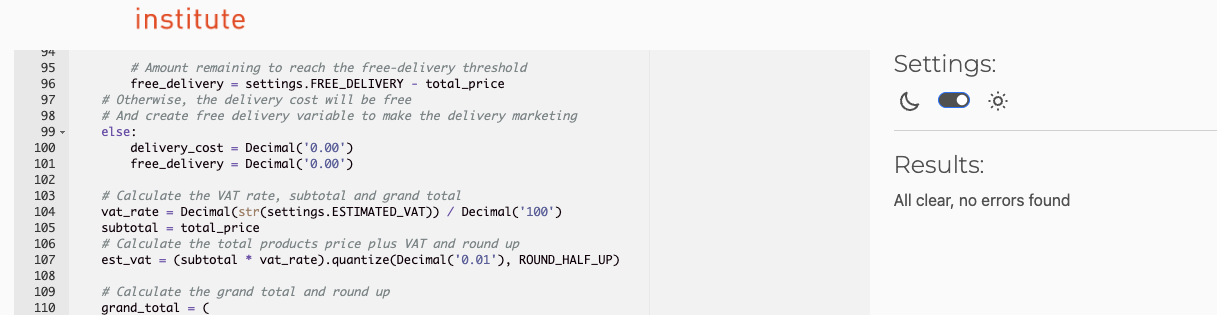 institute
94
95 # Amount remaining to reach the free-delivery threshold
96 free_delivery = settings.FREE_DELIVERY - total_price
97 # Otherwise, the delivery cost will be free
98 # And create free delivery variable to make the delivery marketing
99 else:
100 delivery_cost = Decimal('0.00')
101 free_delivery = Decimal('0.00')
102
103 # Calculate the VAT rate, subtotal and grand total
104 vat_rate = Decimal(str(settings.ESTIMATED_VAT)) / Decimal('100')
105 subtotal = total_price
106 # Calculate the total products price plus VAT and round up
107 est_vat = (subtotal * vat_rate).quantize(Decimal('0.01'), ROUND_HALF_UP)
108
109 # Calculate the grand total and round up
110 grand_total = (
Settings:
Results:
All clear, no errors found